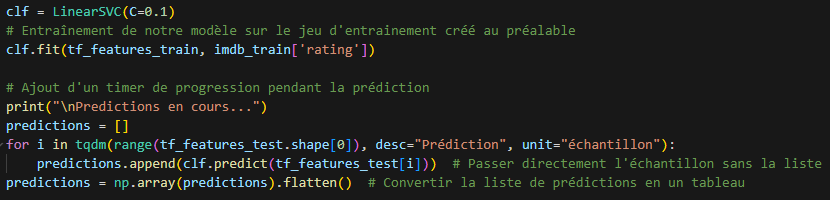 clf = LinearSVC(C=0.1)
# Entraînement de notre modèle sur le jeu d'entrainement créé au préalable
clf.fit(tf_features_train, imdb_train['rating'])

# Ajout d'un timer de progression pendant la prédiction
print("\nPredictions en cours...")
predictions = []
for i in tqdm(range(tf_features_test.shape[0]), desc="Prédiction", unit="échantillon"):
    predictions.append(clf.predict(tf_features_test[i]))  # Passer directement l'échantillon sans la liste
predictions = np.array(predictions).flatten()  # Convertir la liste de prédictions en un tableau